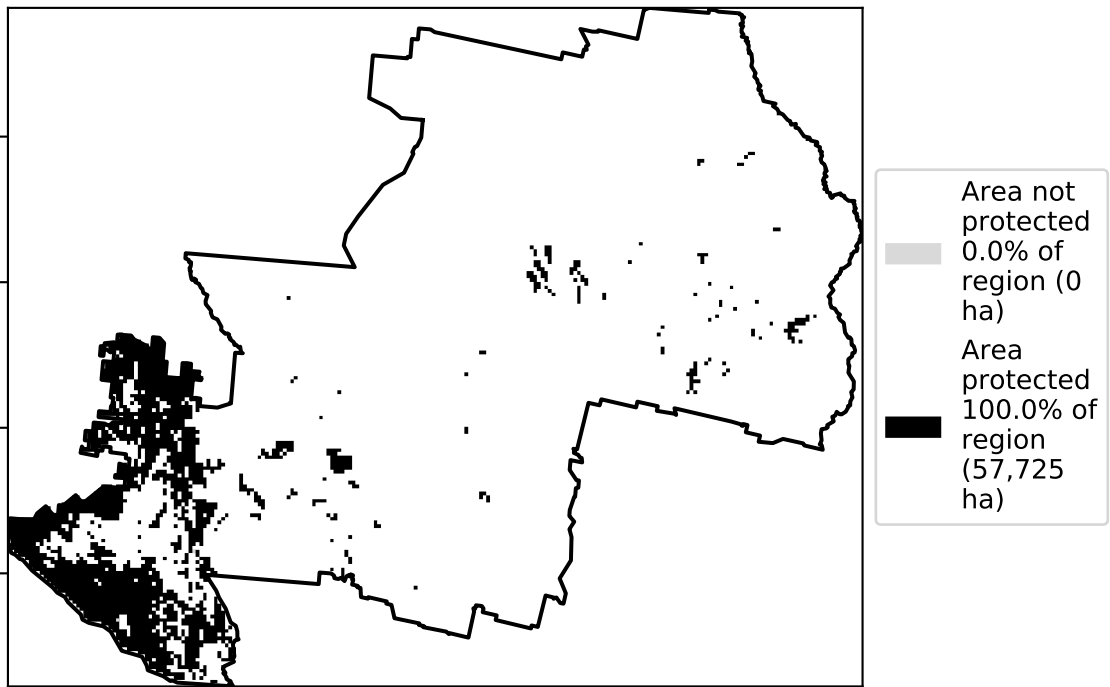 Area not
protected
0.0% of
region (0
ha)
Area
protected
100.0% of
region
(57,725
ha)